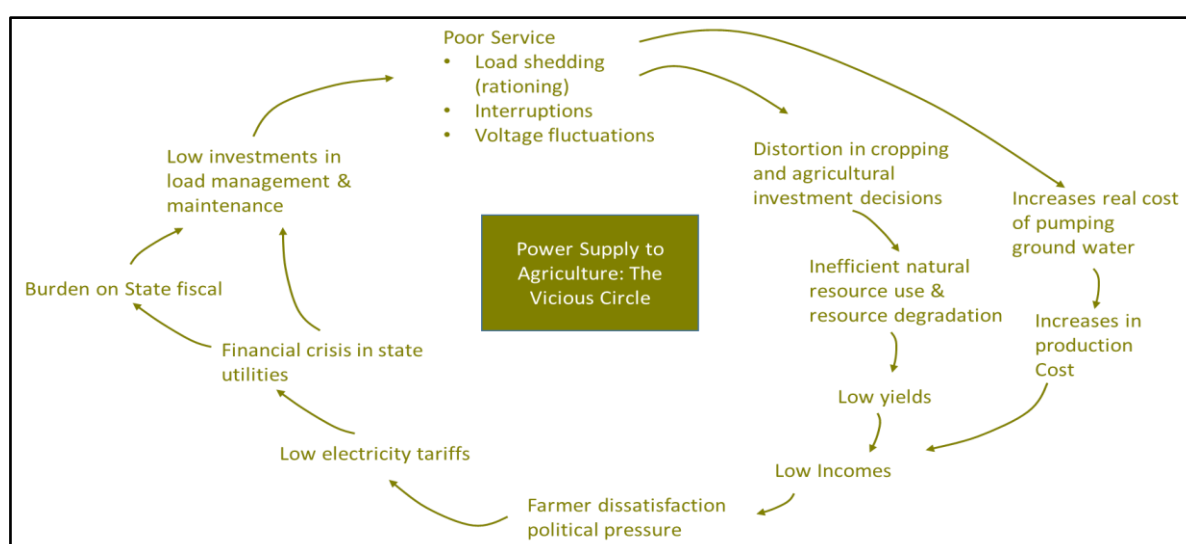 Poor Service
• Load shedding
(rationing)
• Interruptions
• Voltage fluctuations
Distortion in cropping
and agricultural
investment decisions
Increases real cost
of pumping
ground water
Inefficient natural
resource use &
resource degradation
Increases in
production
Cost
Low yields
Low Incomes
Farmer dissatisfaction
political pressure
Low electricity tariffs
Financial crisis in state
utilities
Burden on State fiscal
Low investments in
load management &
maintenance
Power Supply to
Agriculture: The
Vicious Circle